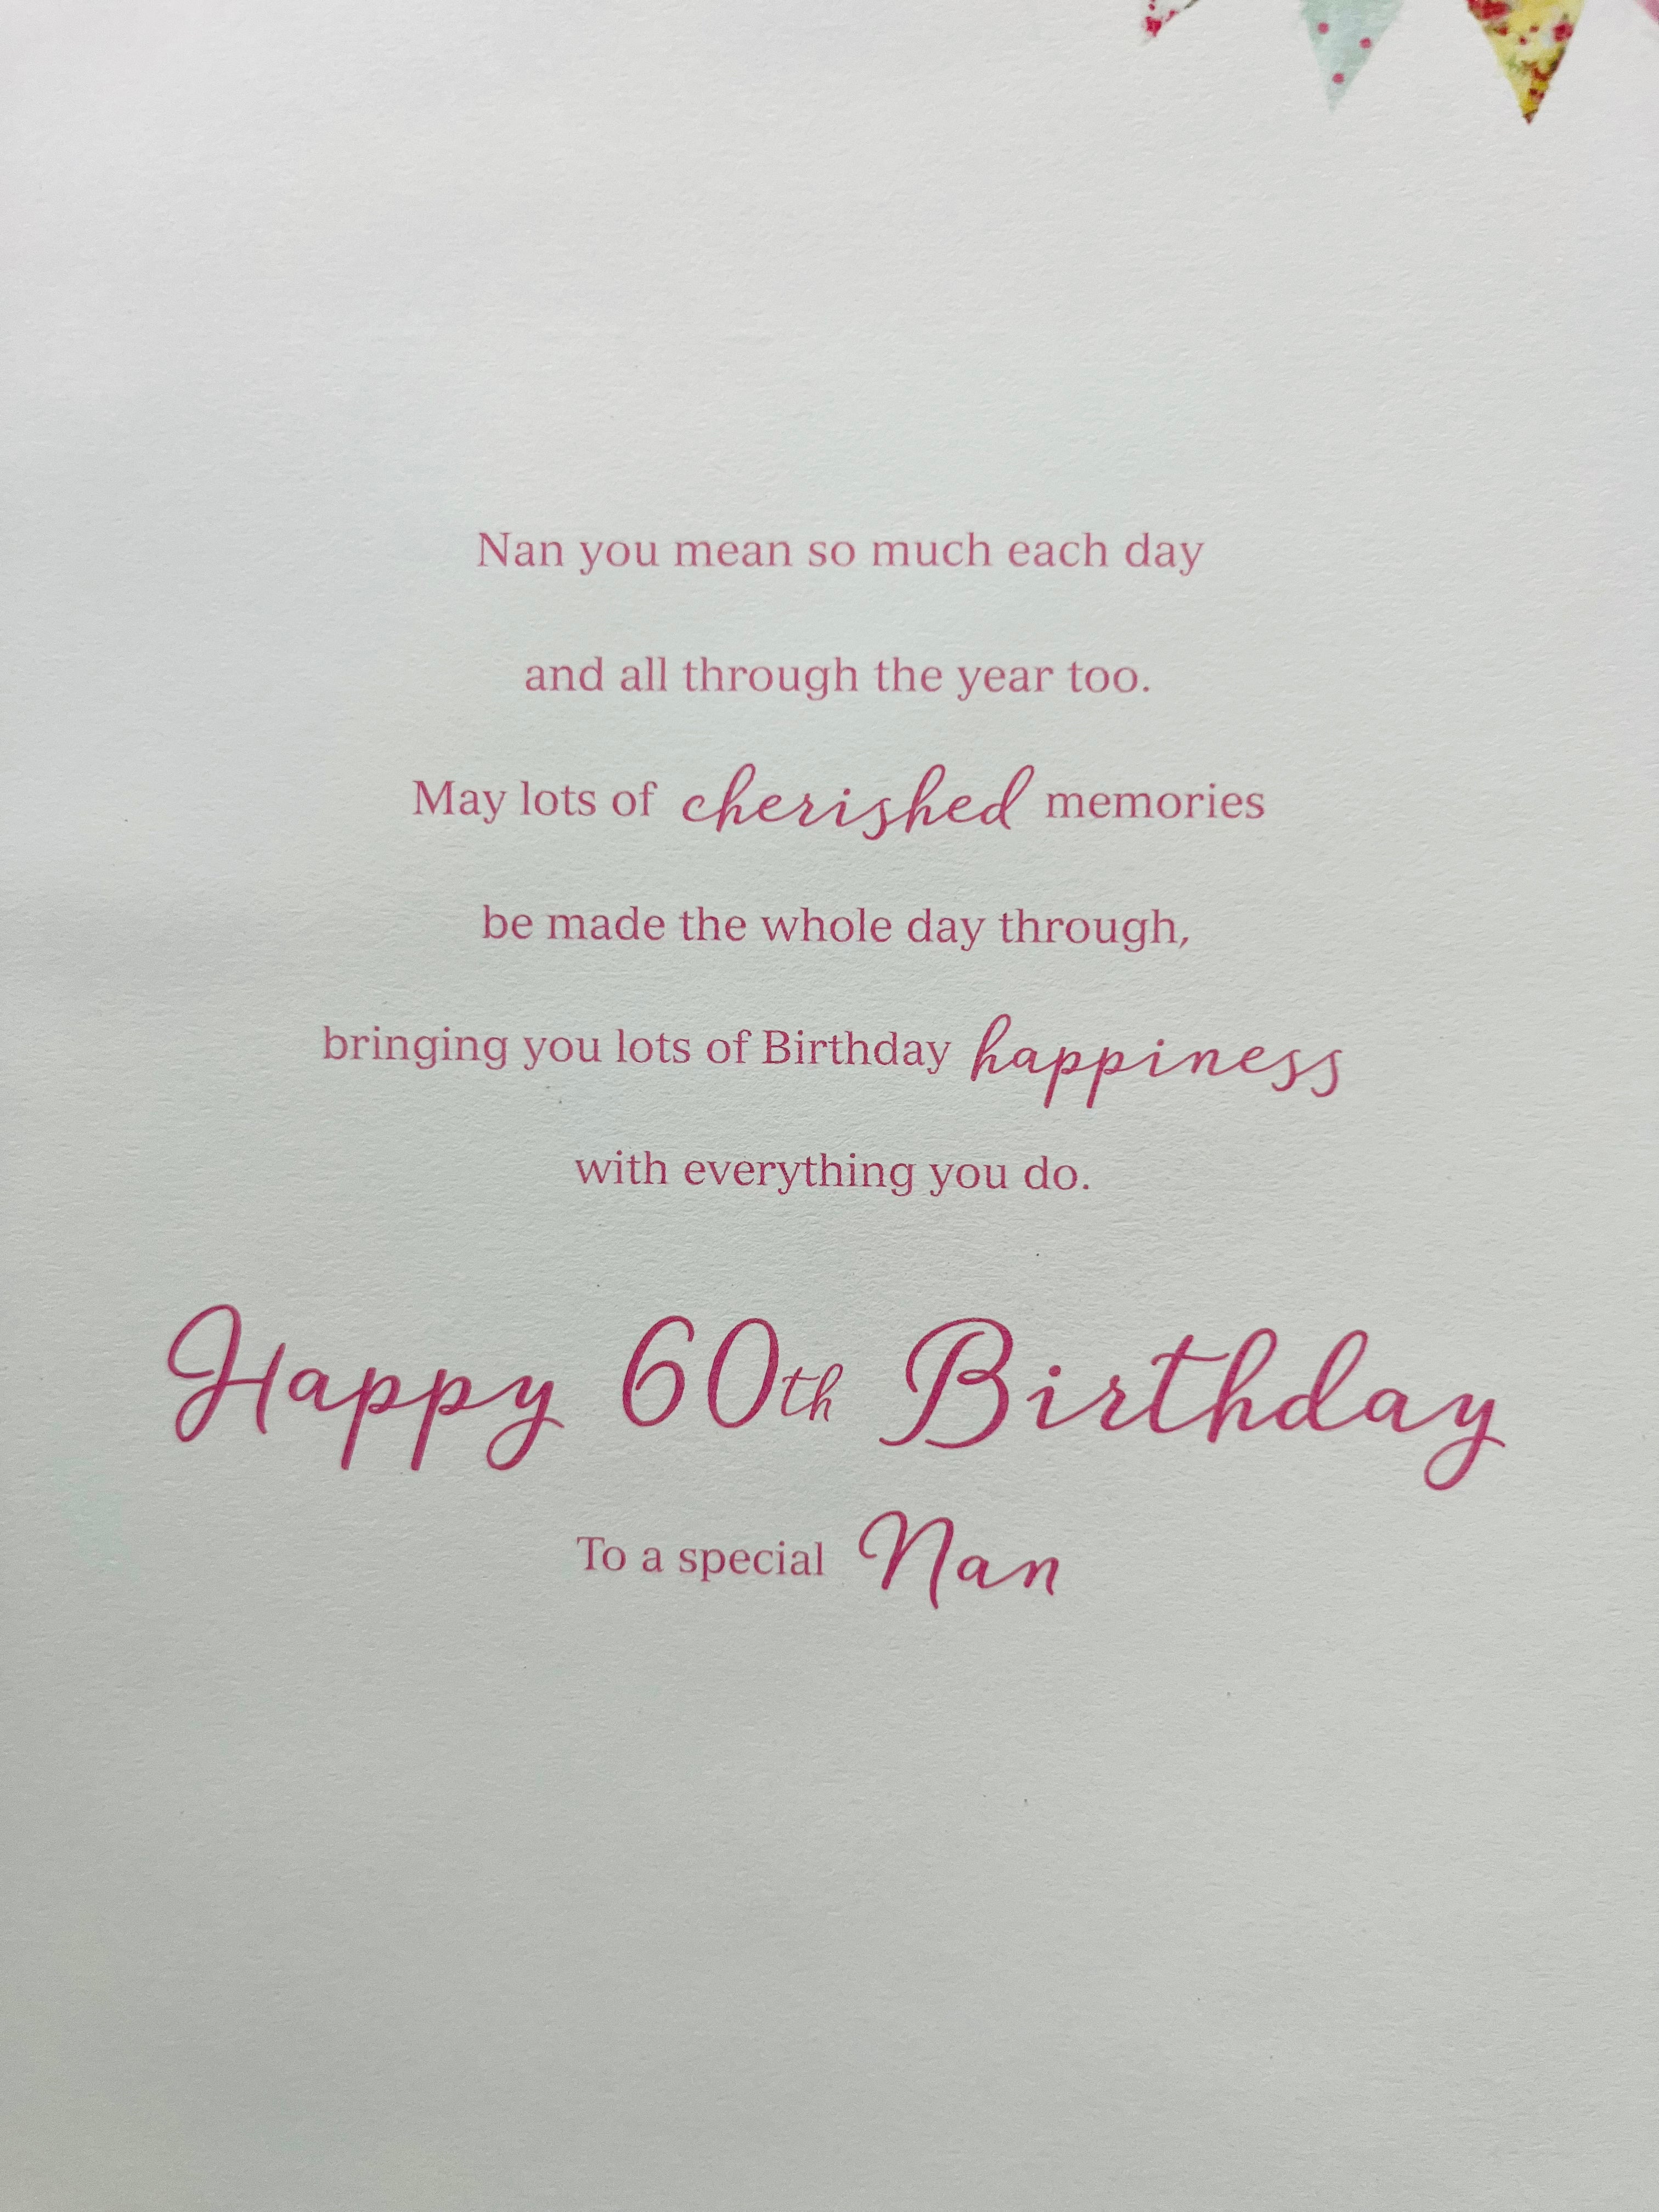 Nan you mean so much each day
and all through the year too.
May lots of cherished memories
be made the whole day through,
bringing you lots of Birthday happiness
with everything you do.
Happy 60th Birthday
To a special Nan